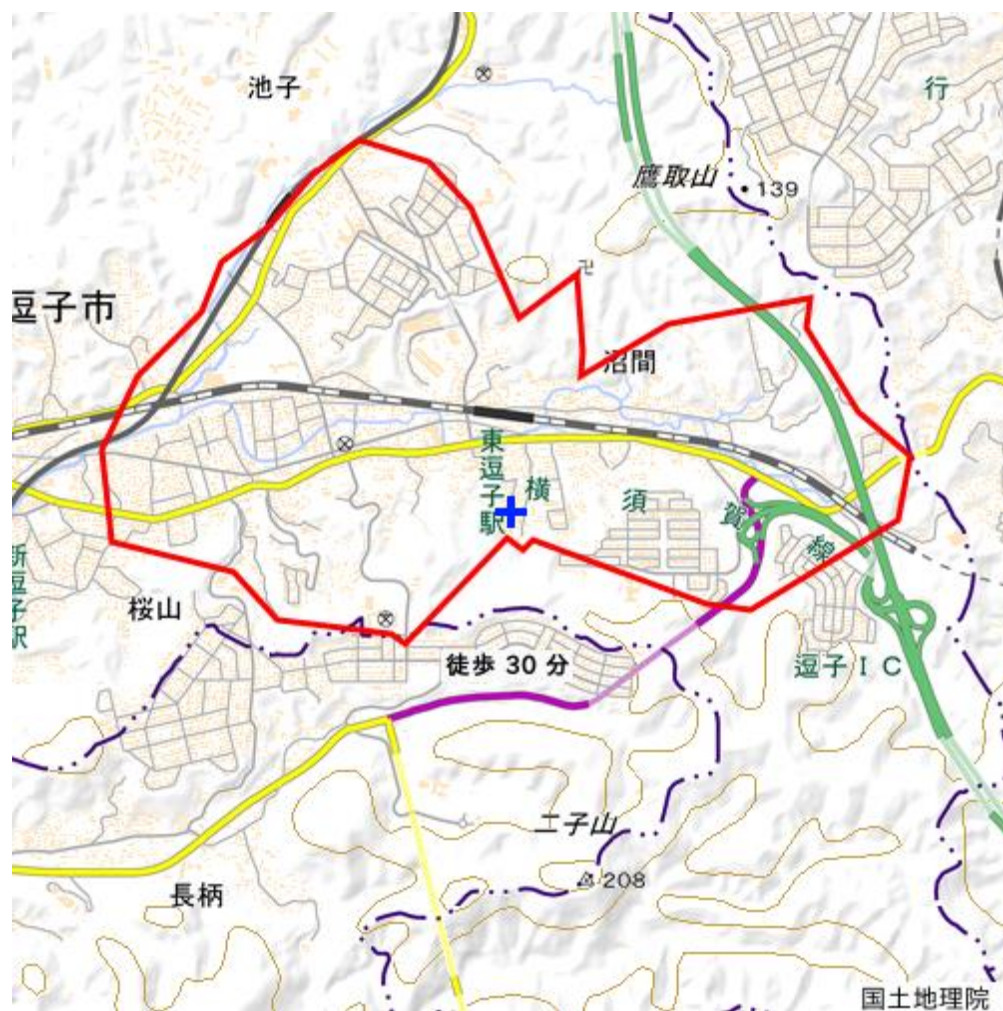 池子
行
鷹取山
139
逗子市
沼間
東逗子駅
横
須
賀
線
新逗子駅
桜山
徒歩 30 分
逗子IC
二子山
208
長柄
国土地理院